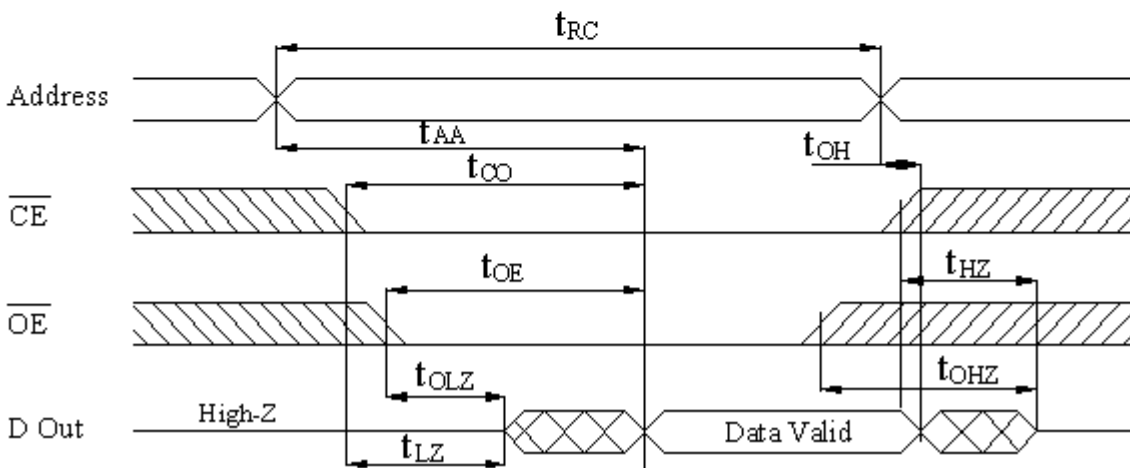 tRC
Address
tAA
tOH
tCO
CE
tHZ
tOE
OE
tOHZ
tOLZ
High-Z
D Out
Data Valid
tLZ